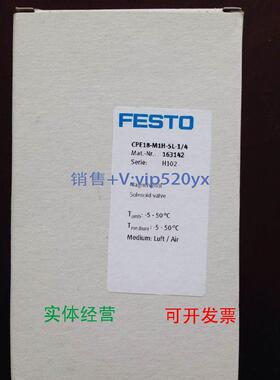 FESTO
CPE18-M1H-5L-1/4
Mat.-Nr.: 163142
Serie: H102
销售+V:vip520yx
Solenoid valve
Tamb: -5 - 50°C
Tmedium: -5 - 50°C
Medium: Luft / Air
实体经营 可开发票